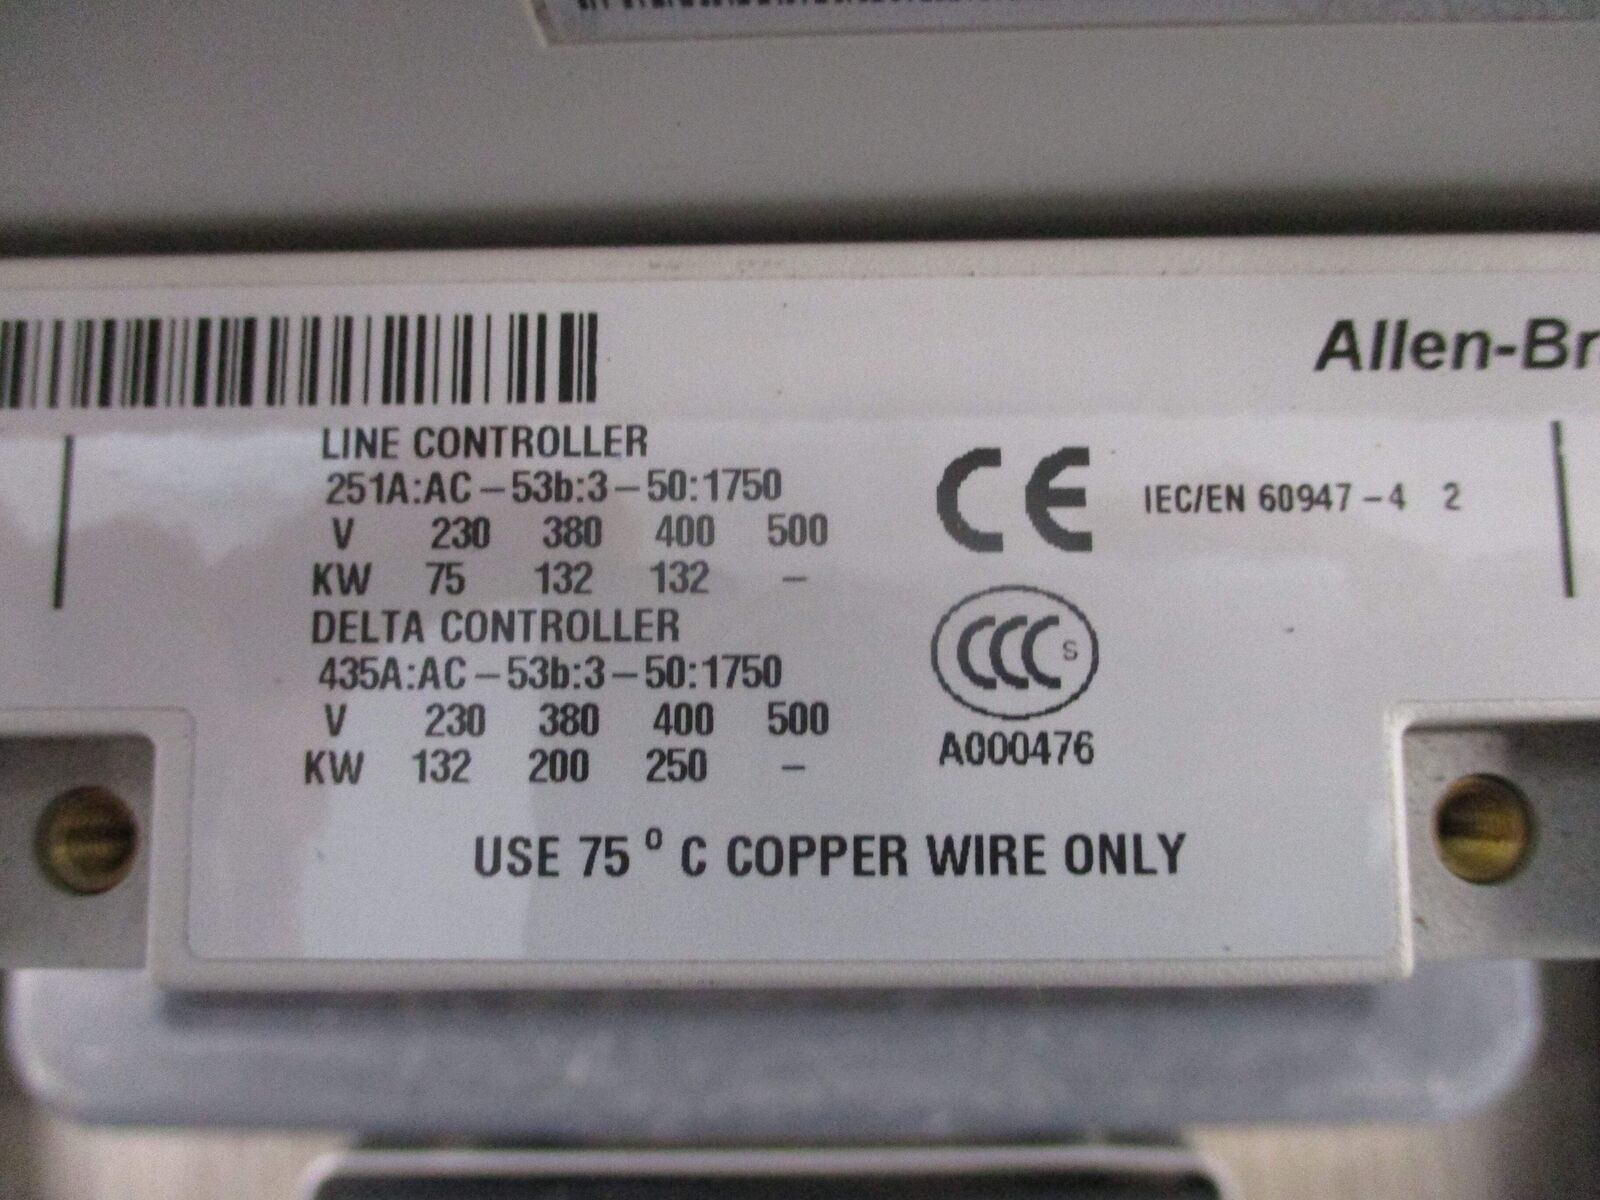 Allen-Br
LINE CONTROLLER
251A:AC-53b:3-50:1750
V 230 380 400 500
KW 75 132 132 -
DELTA CONTROLLER
435A:AC-53b:3-50:1750
V 230 380 400 500
KW 132 200 250 -
CE IEC/EN 60947-4 2
CCC S
A000476
USE 75 ° C COPPER WIRE ONLY